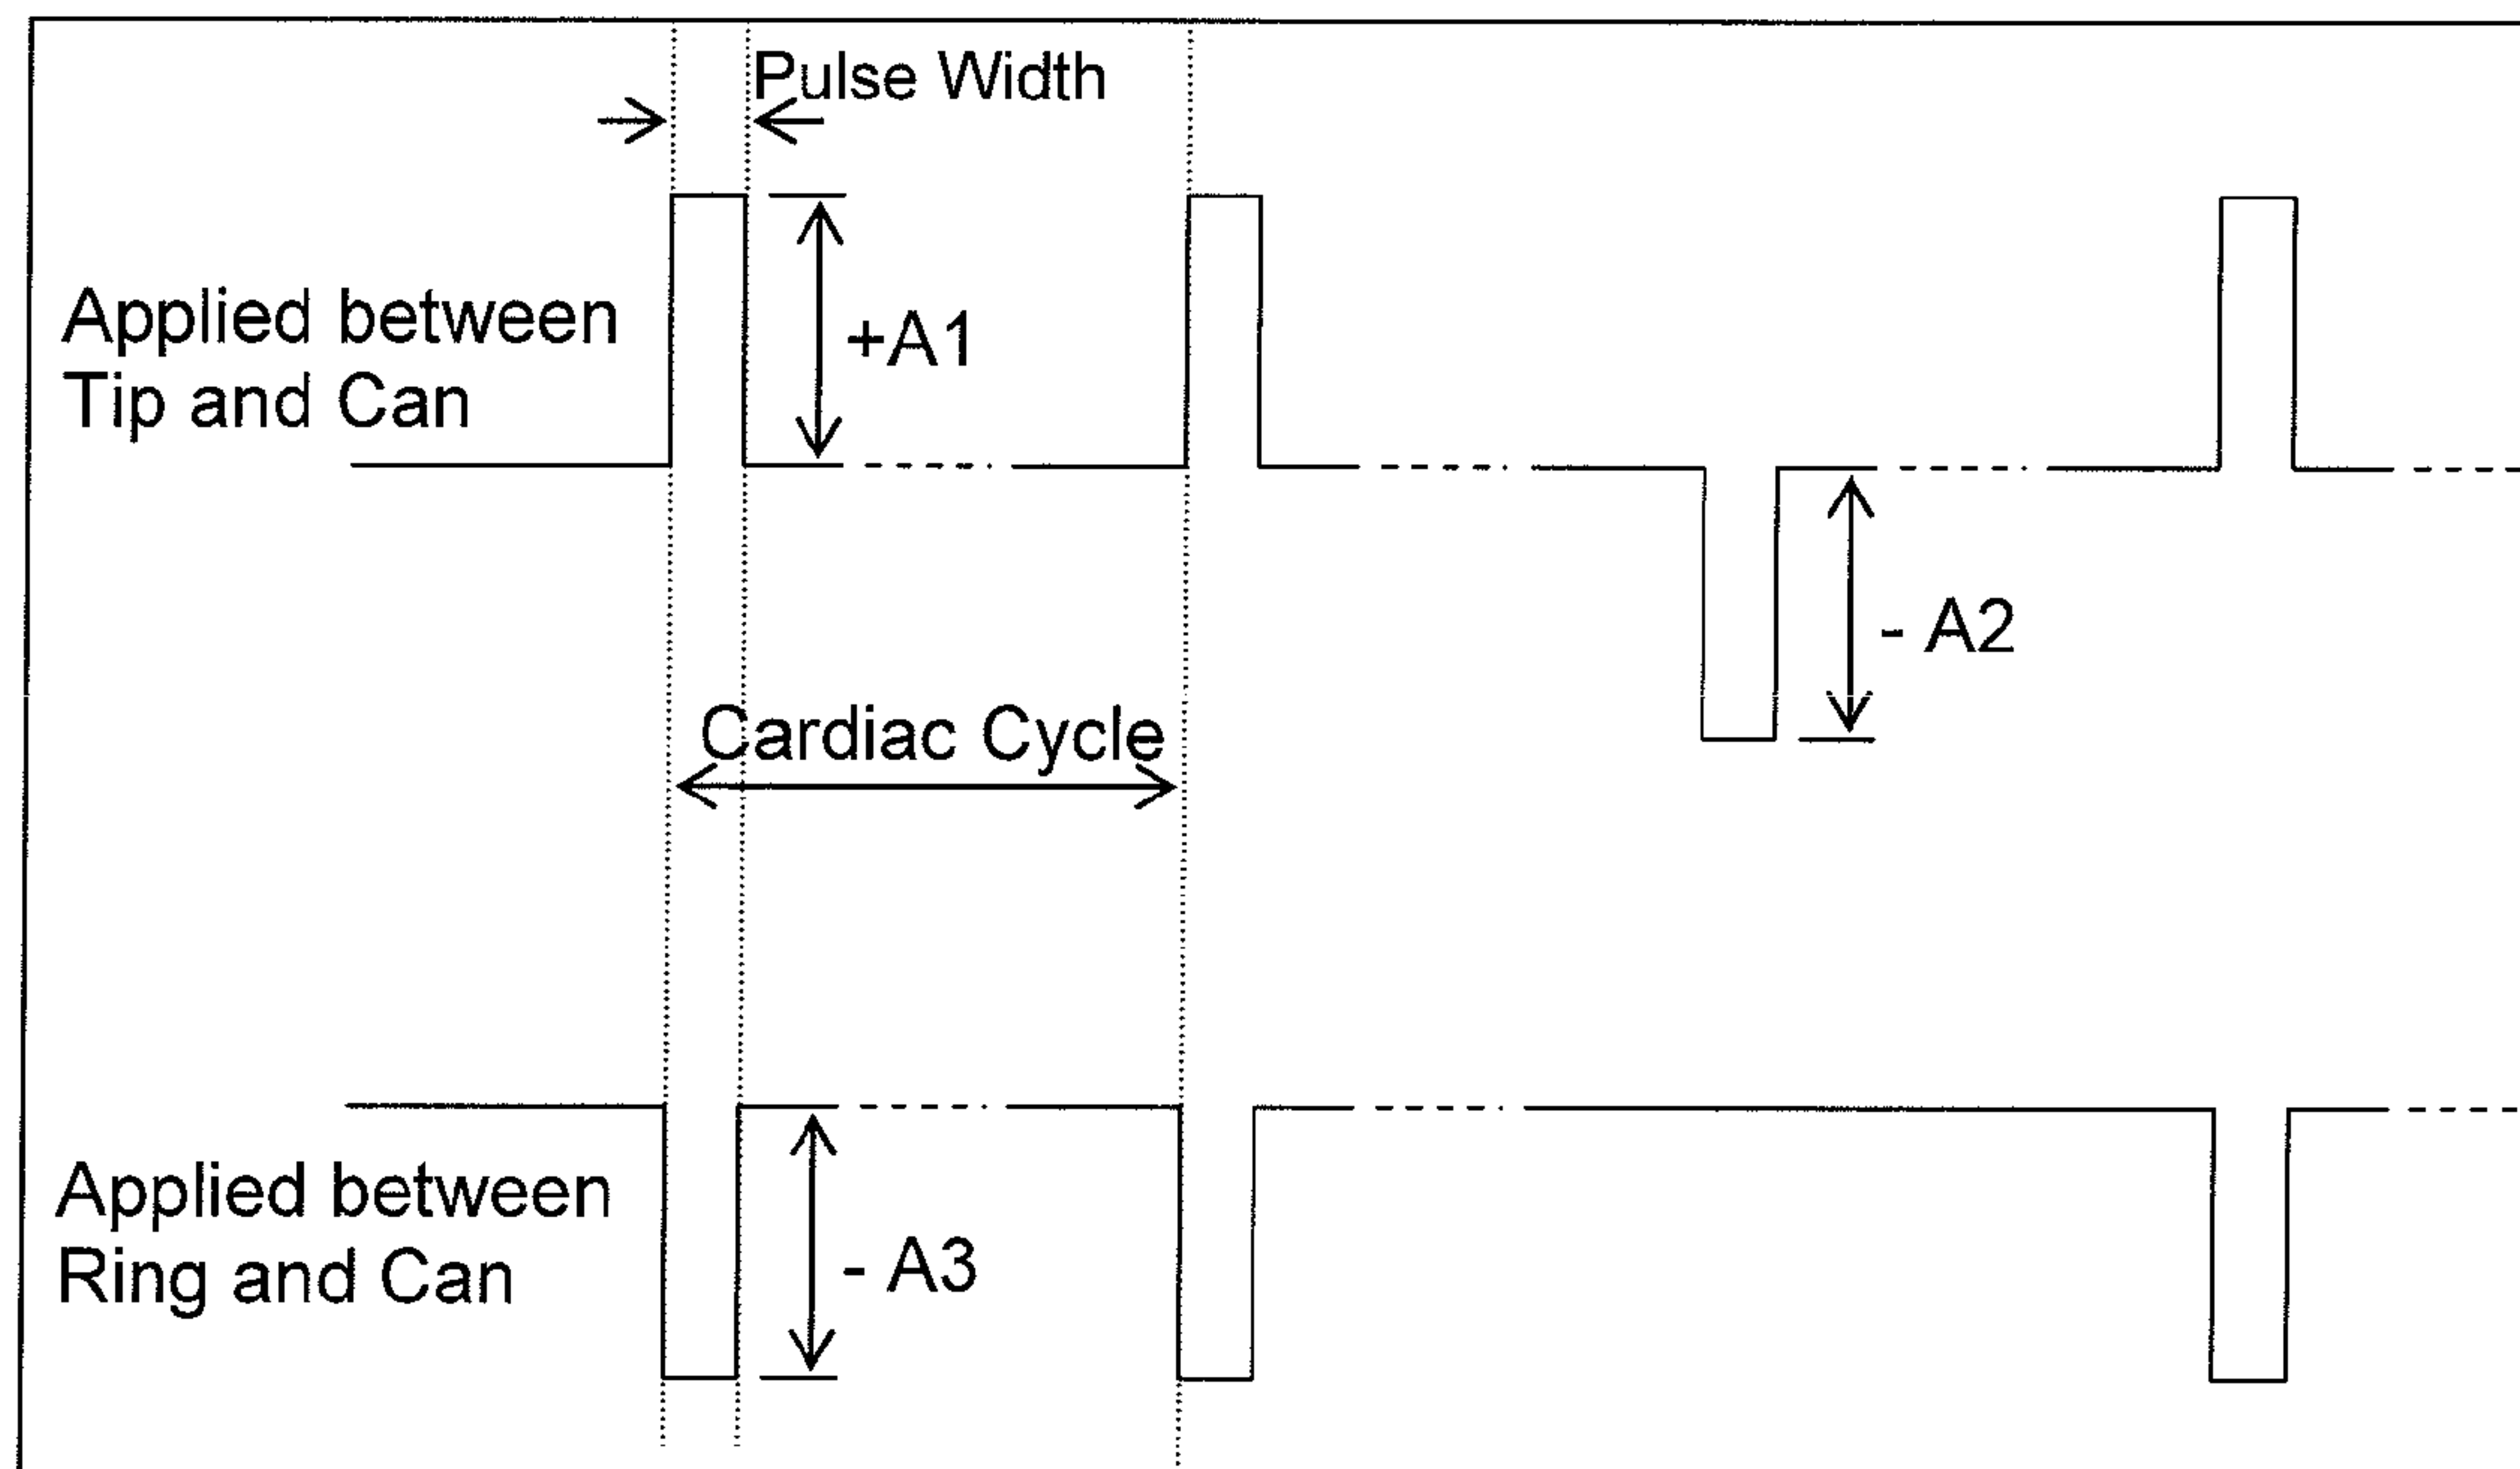 Pulse Width
Applied between
Tip and Can
+A1
- A2
Cardiac Cycle
Applied between
Ring and Can
- A3